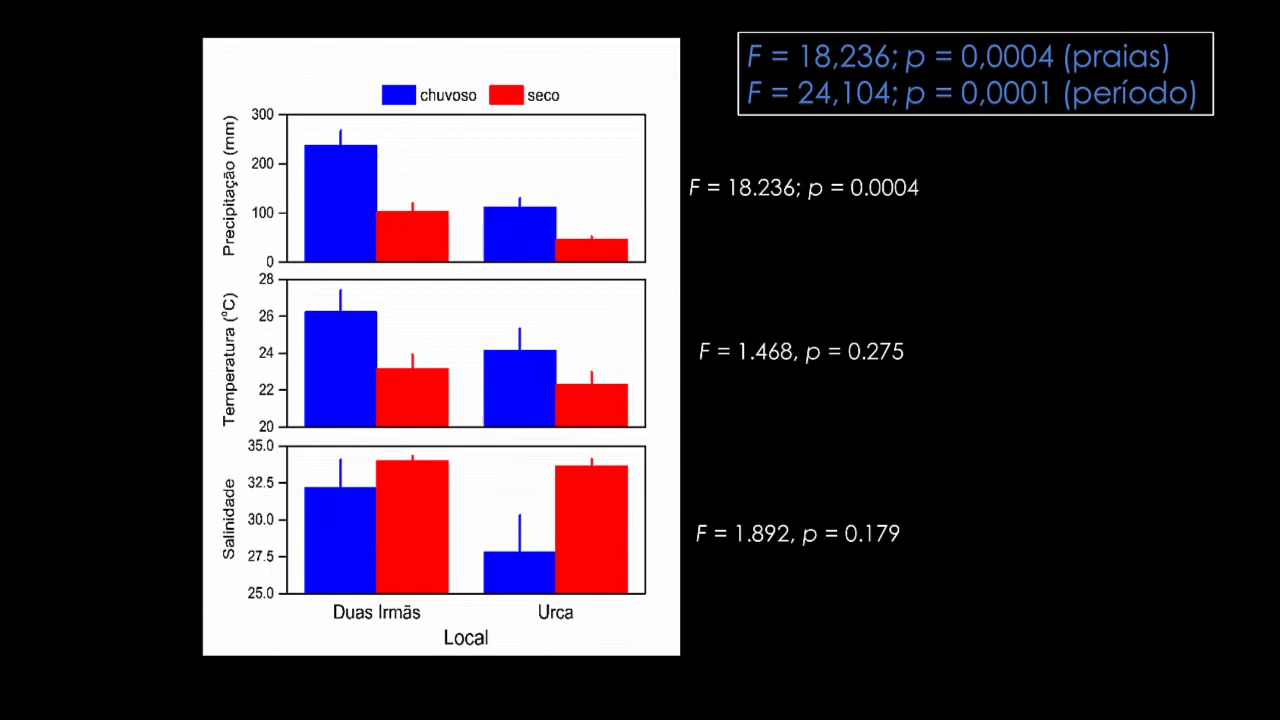 F = 18,236; p = 0,0004 (praias)
F = 24,104; p = 0,0001 (período)
chuvoso seco
Precipitação (mm)
300
200
100
0
F = 18.236; p = 0.0004
Temperatura (⁰C)
28
26
24
22
20
F = 1.468, p = 0.275
Salinidade
35.0
32.5
30.0
27.5
25.0
F = 1.892, p = 0.179
Duas Irmãs Urca
Local